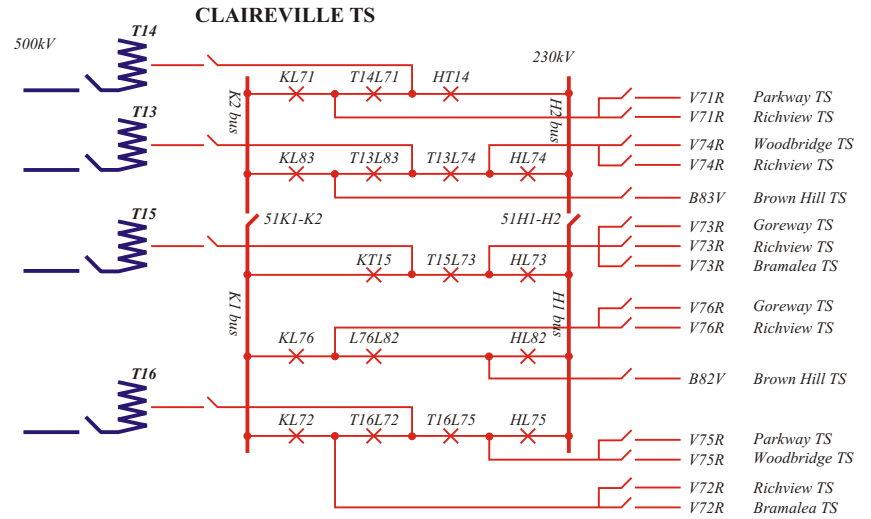 CLAIREVILLE TS
500kV
T14
230kV
KL71 T14L71 HT14
K2 bus
H2 bus
V71R Parkway TS
V71R Richview TS
T13
V74R Woodbridge TS
KL83 T13L83 T13L74 HL74
V74R Richview TS
B83V Brown Hill TS
T15
51K1-K2
51H1-H2
V73R Goreway TS
V73R Richview TS
KT15 T15L73 HL73
V73R Bramalea TS
K1 bus
H1 bus
V76R Goreway TS
V76R Richview TS
KL76 L76L82 HL82
T16
B82V Brown Hill TS
KL72 T16L72 T16L75 HL75
V75R Parkway TS
V75R Woodbridge TS
V72R Richview TS
V72R Bramalea TS